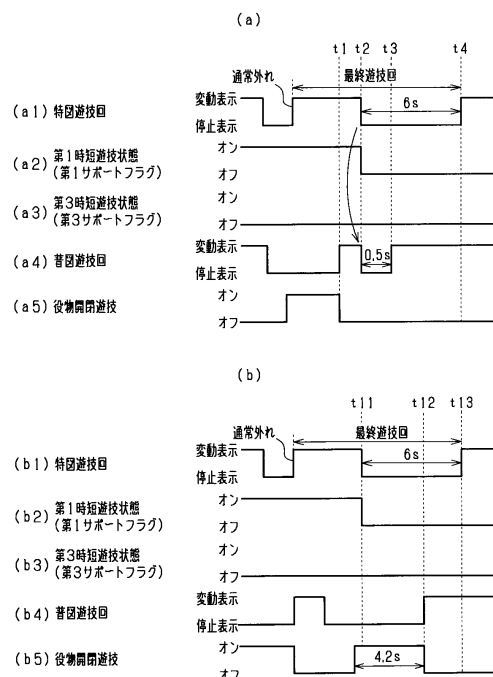 (a)
t1 t2 t3 t4
通常外れ 最終遊技回
(a1) 特図遊技回 変動表示 6s
停止表示
(a2) 第1時短遊技状態 オン
(第1サポートフラグ) オフ
(a3) 第3時短遊技状態 オン
(第3サポートフラグ) オフ
(a4) 普図遊技回 変動表示 0,5s
停止表示
(a5) 役物開閉遊技 オン
オフ
(b)
t11 t12 t13
通常外れ 最終遊技回
(b1) 特図遊技回 変動表示 6s
停止表示
(b2) 第1時短遊技状態 オン
(第1サポートフラグ) オフ
(b3) 第3時短遊技状態 オン
(第3サポートフラグ) オフ
(b4) 普図遊技回 変動表示
停止表示
(b5) 役物開閉遊技 オン 4,2s
オフ